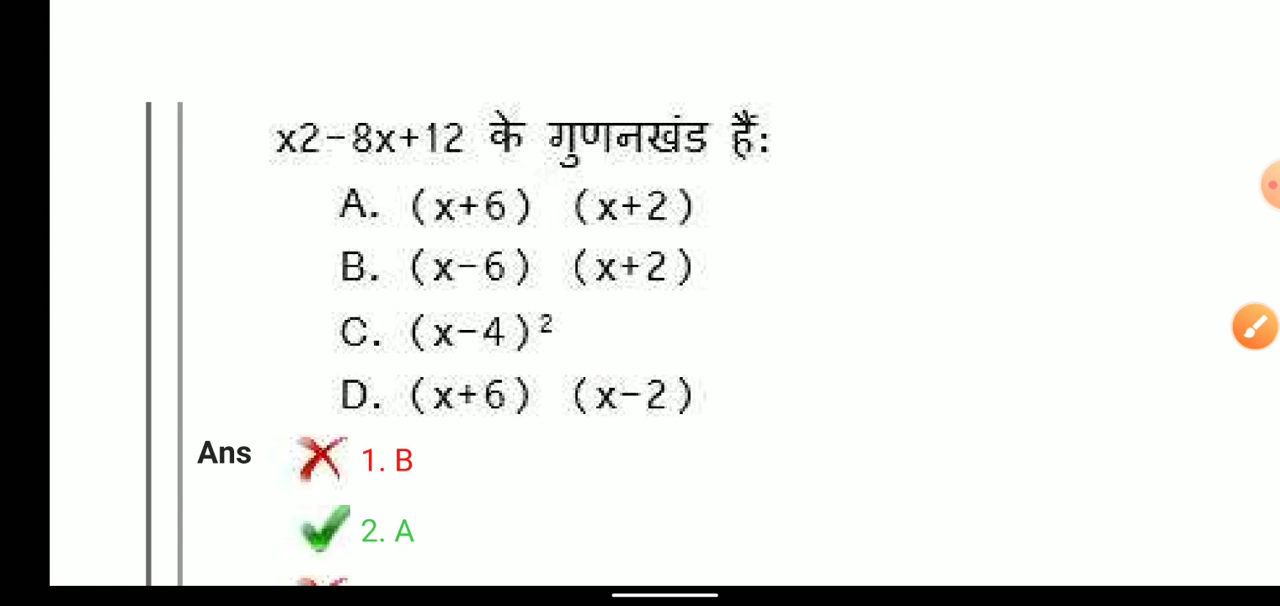 x2-8x+12 के गुणनखंड हैं:
A. (x+6) (x+2)
B. (x-6) (x+2)
C. (x-4)²
D. (x+6) (x-2)
Ans 1. B
2. A